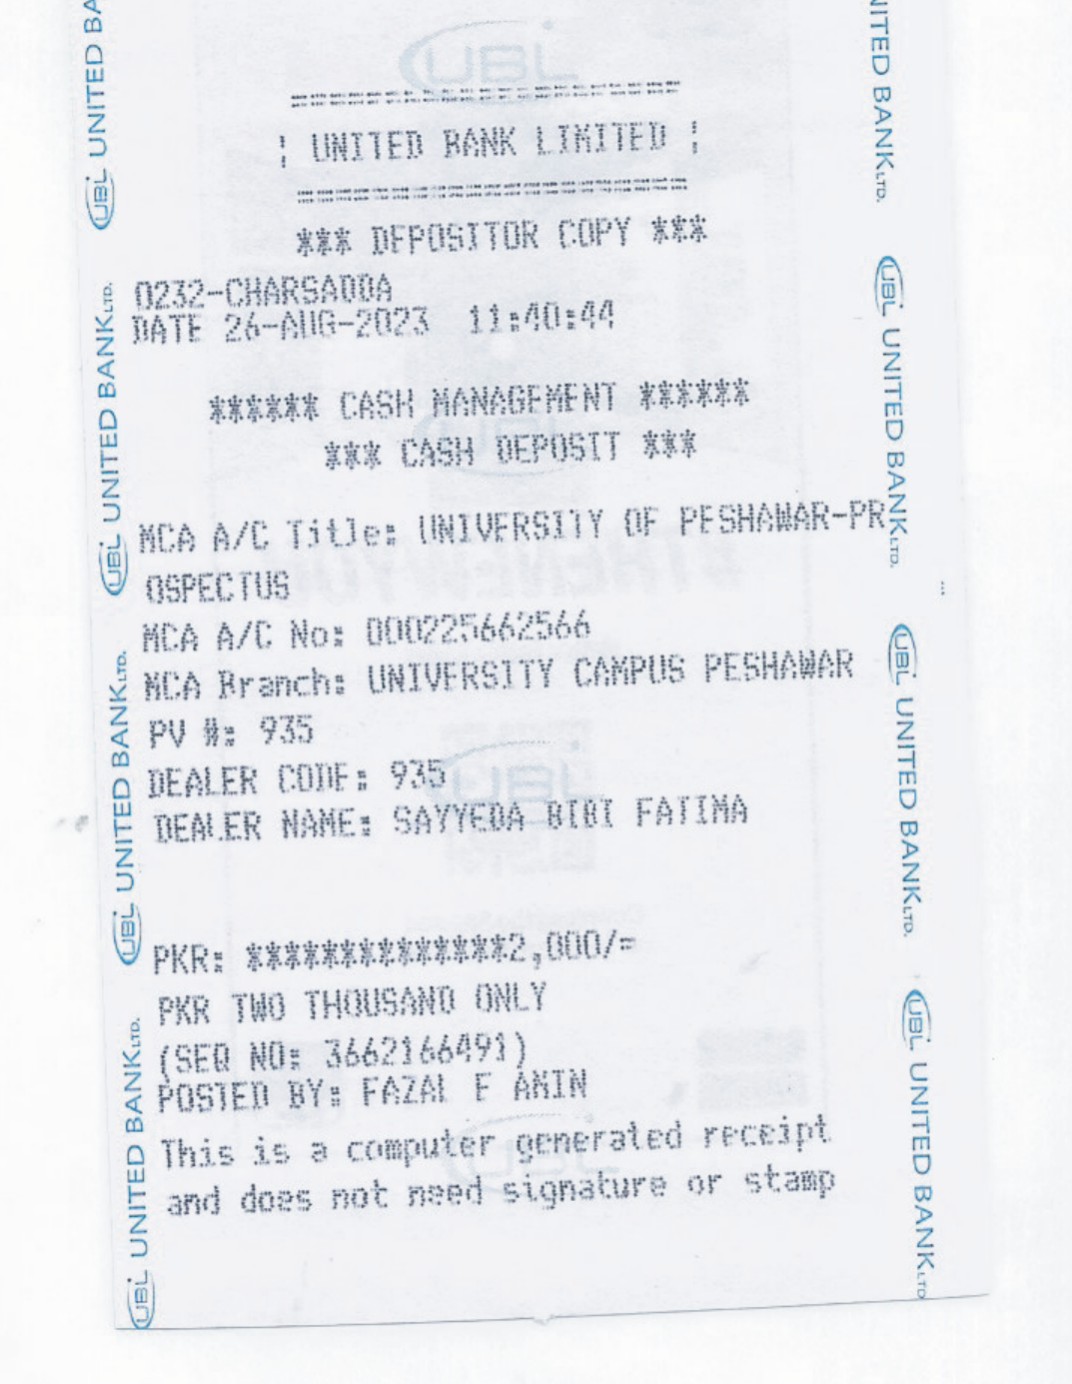 UBL
! UNITED BANK LIMITED !
*** DEPOSITOR COPY ***
0232-CHARSADDA
DATE 26-AUG-2023 11:40:44
****** CASH MANAGEMENT ******
*** CASH DEPOSIT ***
MCA A/C Title: UNIVERSITY OF PESHAWAR-PR
OSPECTUS
MCA A/C No: 000225662566
MCA Branch: UNIVERSITY CAMPUS PESHAWAR
PV #: 935
DEALER CODE: 935
DEALER NAME: SAYYEDA BIBI FATIMA
PKR: **************2,000/=
PKR TWO THOUSAND ONLY
(SEQ NO: 3662166491)
POSTED BY: FAZAL E AMIN
This is a computer generated receipt
and does not need signature or stamp
UNITED BA
UBL UNITED BANK LTD.
UBL UNITED BANK LTD.
UBL UNITED BANK LTD.
UBL UNITED BANK LTD.
NITED BANK LTD.
UBL UNITED BANK LTD.
UBL UNITED BANK LTD.
UBL UNITED BANK LTD